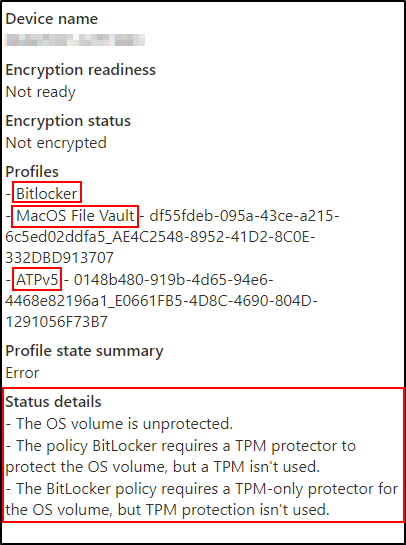 Device name
Encryption readiness
Not ready
Encryption status
Not encrypted
Profiles
- Bitlocker
- MacOS File Vault - df55fdeb-095a-43ce-a215-
6c5ed02ddfa5_AE4C2548-8952-41D2-8C0E-
332DBD913707
- ATPv5 - 0148b480-919b-4d65-94e6-
4468e82196a1_E0661FB5-4D8C-4690-804D-
1291056F73B7
Profile state summary
Error
Status details
- The OS volume is unprotected.
- The policy BitLocker requires a TPM protector to
protect the OS volume, but a TPM isn't used.
- The BitLocker policy requires a TPM-only protector for
the OS volume, but TPM protection isn't used.